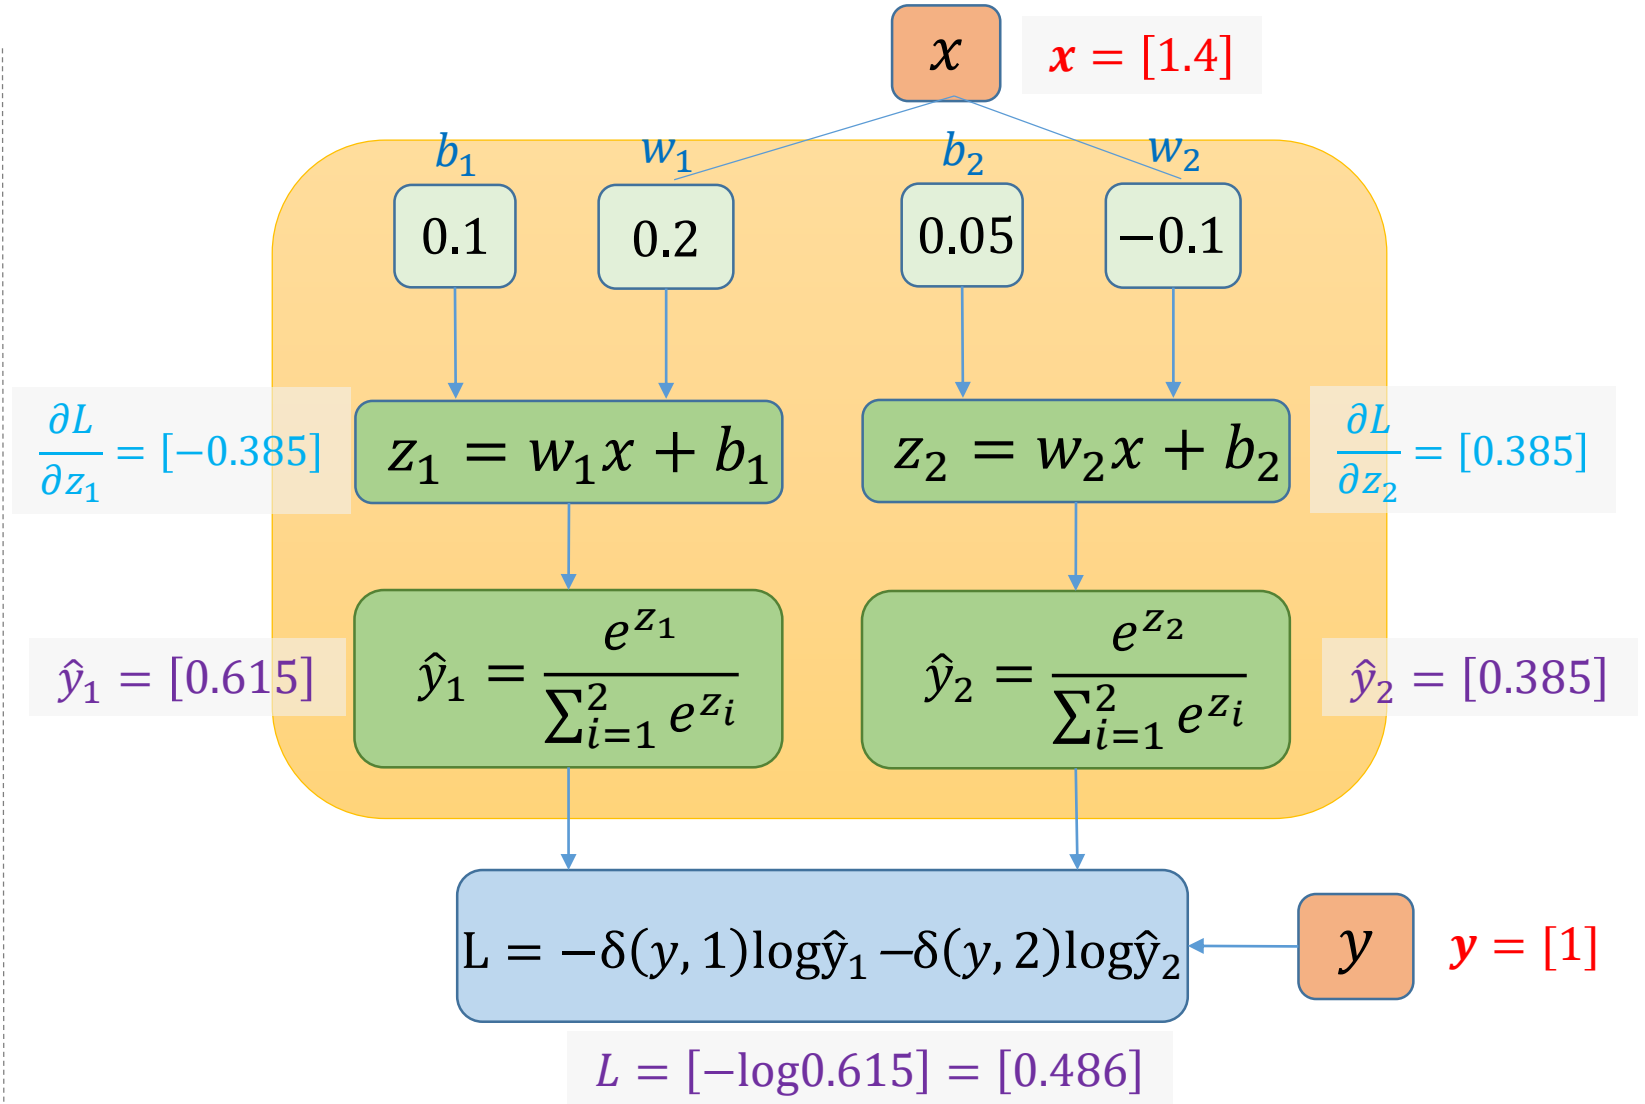 x
𝒙 = [1.4]
b₁ w₁ b₂ w₂
0.1 0.2 0.05 −0.1
∂L/∂z₁ = [−0.385]
z₁ = w₁x + b₁
z₂ = w₂x + b₂
∂L/∂z₂ = [0.385]
ŷ₁ = [0.615]
ŷ₁ = e^{z₁} / ∑_{i=1}^{2} e^{z_i}
ŷ₂ = e^{z₂} / ∑_{i=1}^{2} e^{z_i}
ŷ₂ = [0.385]
L = −δ(y, 1)logŷ₁ −δ(y, 2)logŷ₂
y
𝒚 = [1]
L = [−log0.615] = [0.486]